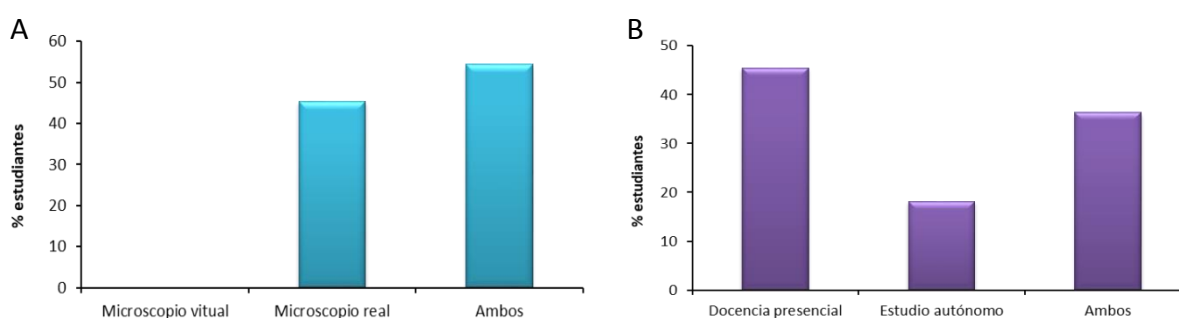 A
% estudiantes
60
50
40
30
20
10
0
Microscopio vitual
Microscopio real
Ambos
B
% estudiantes
50
40
30
20
10
0
Docencia presencial
Estudio autónomo
Ambos